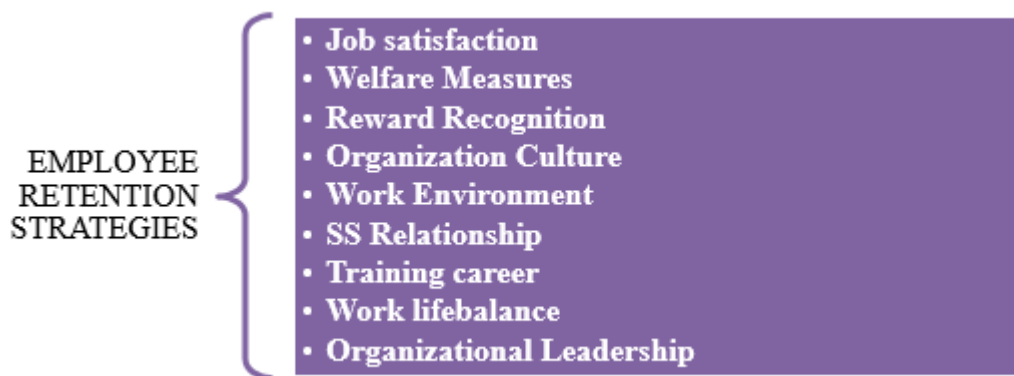 EMPLOYEE
RETENTION
STRATEGIES
• Job satisfaction
• Welfare Measures
• Reward Recognition
• Organization Culture
• Work Environment
• SS Relationship
• Training career
• Work lifebalance
• Organizational Leadership